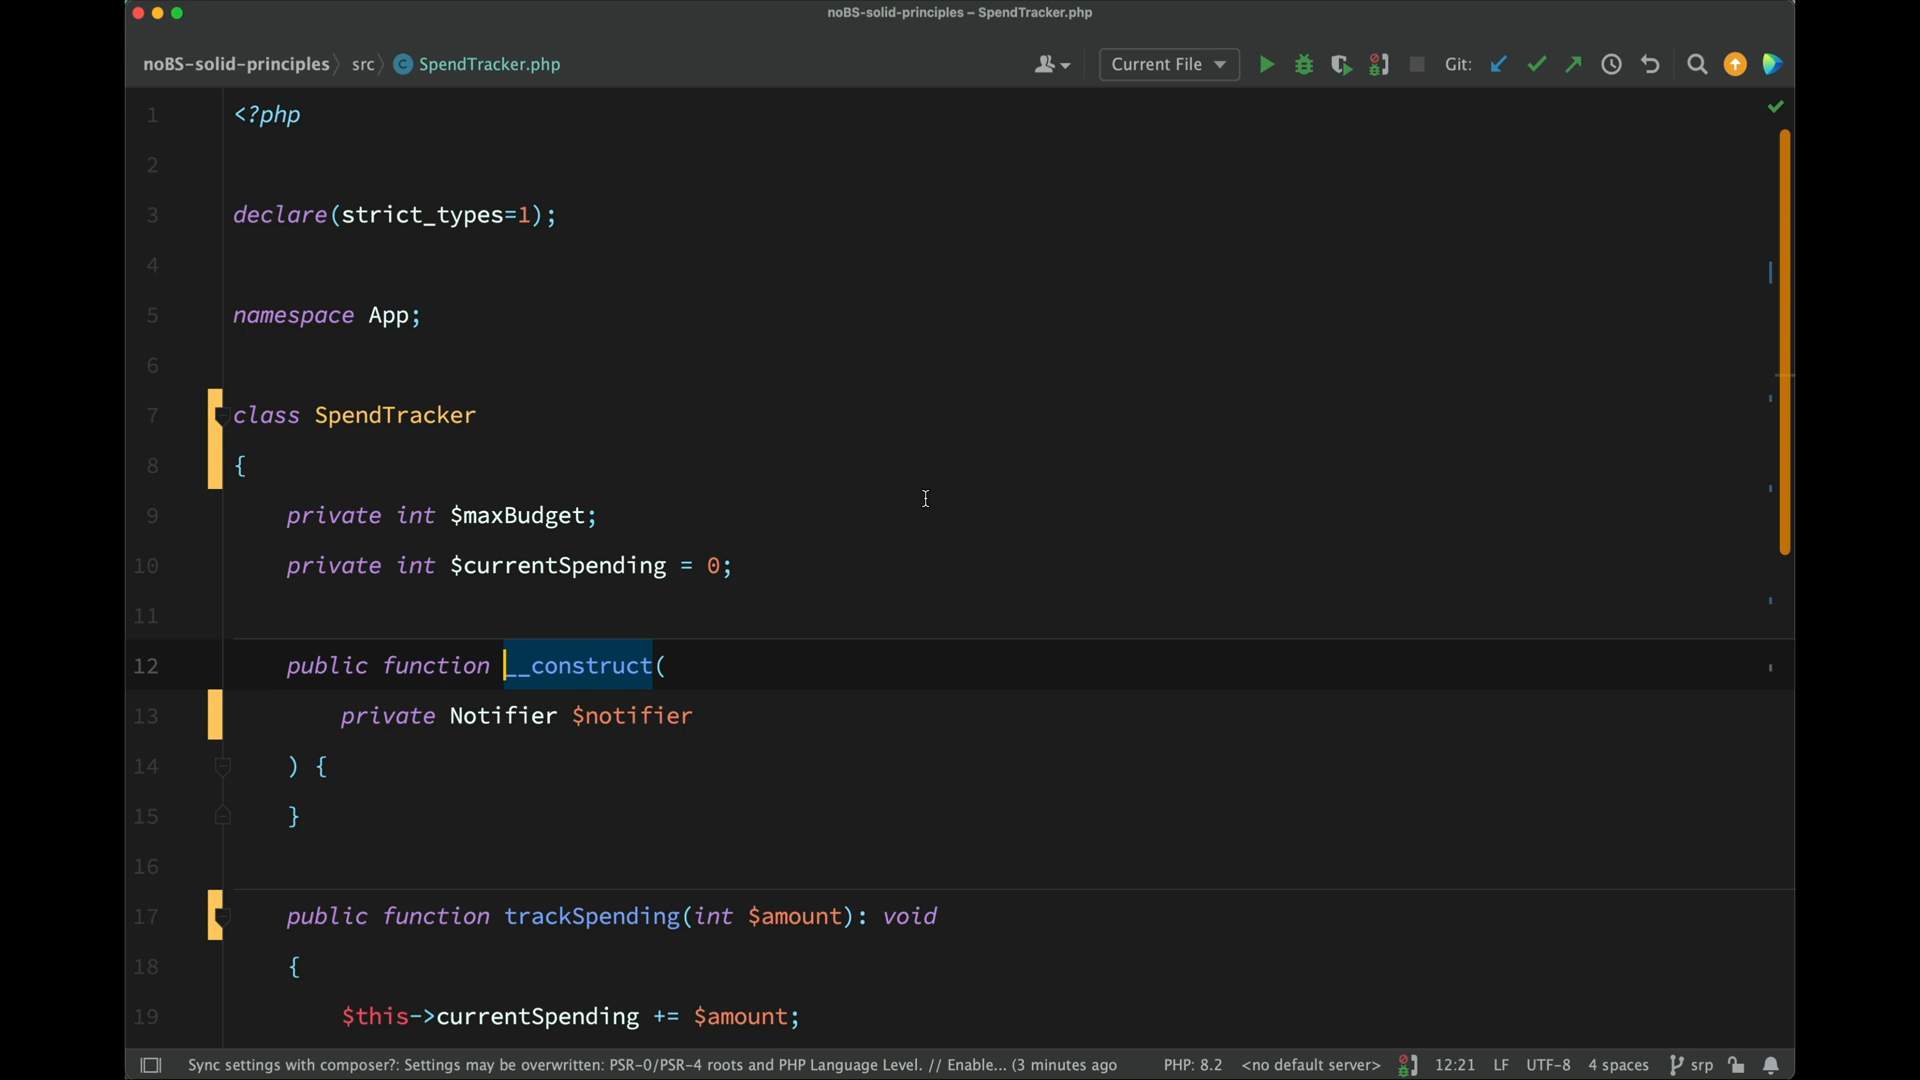 noBS-solid-principles – SpendTracker.php
noBS-solid-principles src C SpendTracker.php Current File Git:
1 <?php
2
3 declare(strict_types=1);
4
5 namespace App;
6
7 class SpendTracker
8 {
9 private int $maxBudget;
10 private int $currentSpending = 0;
11
12 public function __construct(
13 private Notifier $notifier
14 ) {
15 }
16
17 public function trackSpending(int $amount): void
18 {
19 $this->currentSpending += $amount;
Sync settings with composer?: Settings may be overwritten: PSR-0/PSR-4 roots and PHP Language Level. // Enable... (3 minutes ago PHP: 8.2 <no default server> 12:21 LF UTF-8 4 spaces srp